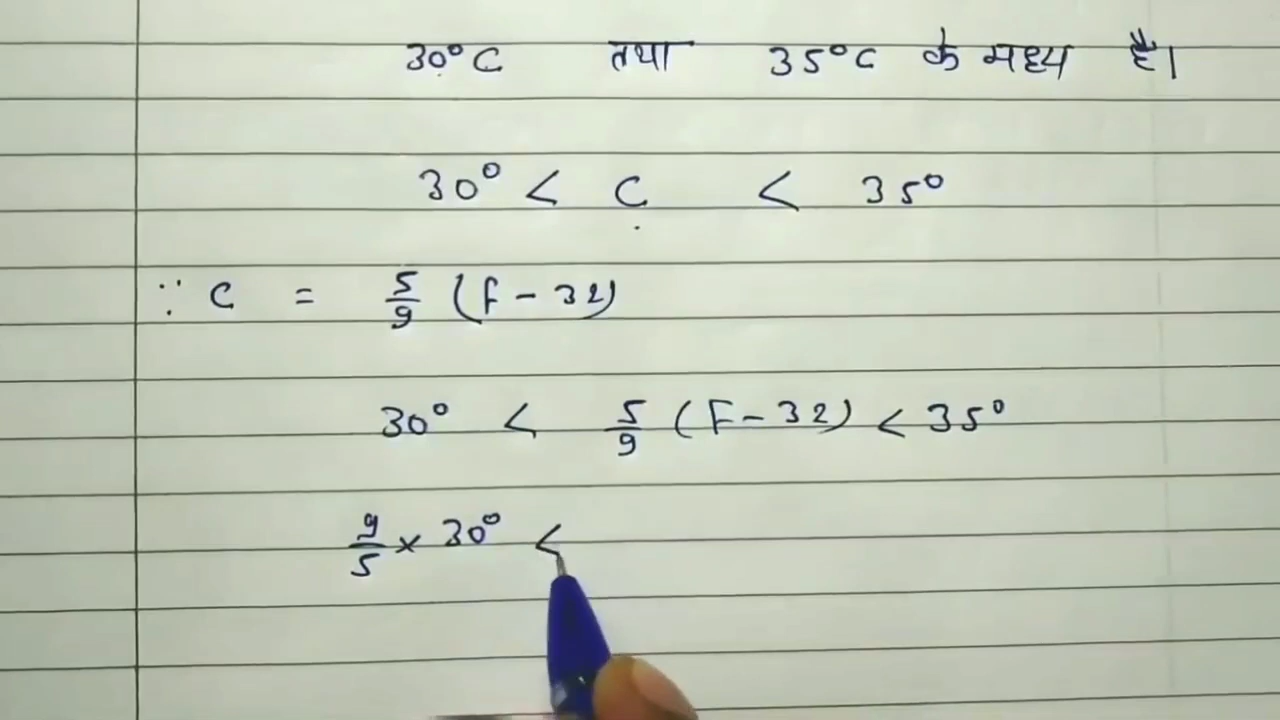 30°C तथा 35°C के मध्य है।
30° < C < 35°
∵ C = 5/9 (F - 32)
30° < 5/9 (F - 32) < 35°
9/5 × 30° <